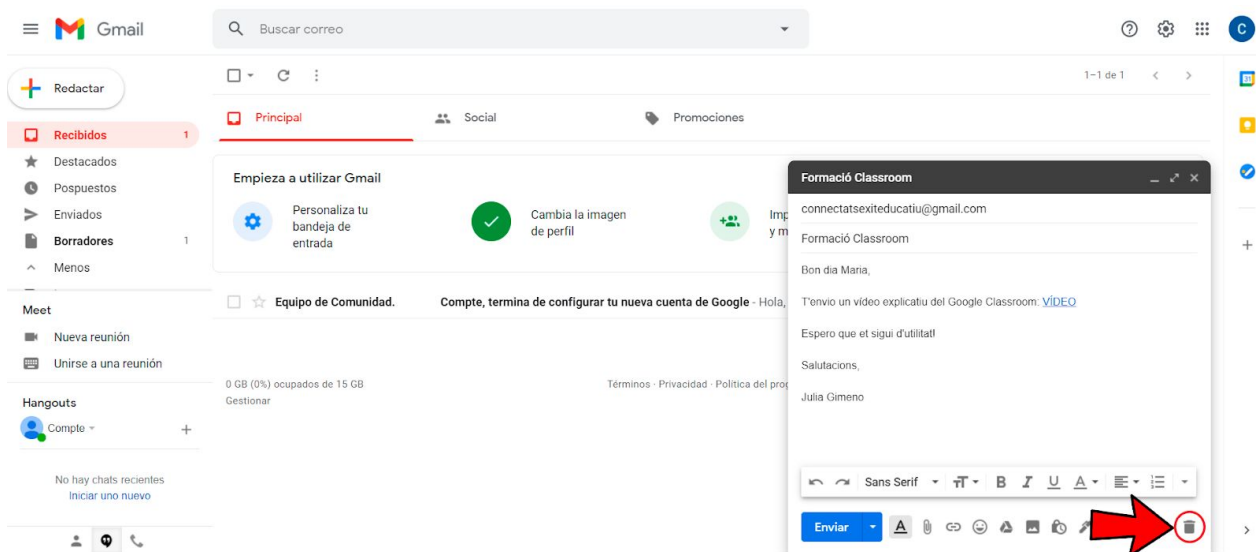 Gmail
Buscar correo
C
Redactar
1–1 de 1
31
Principal
Social
Promociones
Recibidos 1
Destacados
Pospuestos
Enviados
Borradores 1
Menos
Empieza a utilizar Gmail
Personaliza tu
bandeja de
entrada
Cambia la imagen
de perfil
Imp
y m
Equipo de Comunidad. Compte, termina de configurar tu nueva cuenta de Google - Hola,
0 GB (0%) ocupados de 15 GB
Gestionar
Términos · Privacidad · Política del prog
Meet
Nueva reunión
Unirse a una reunión
Hangouts
Compte
No hay chats recientes
Iniciar uno nuevo
Formació Classroom
connectatsexiteducatiu@gmail.com
Formació Classroom
Bon dia Maria,
T'envio un vídeo explicatiu del Google Classroom: VÍDEO
Espero que et sigui d'utilitat!
Salutacions,
Julia Gimeno
Sans Serif B I U A
Enviar A